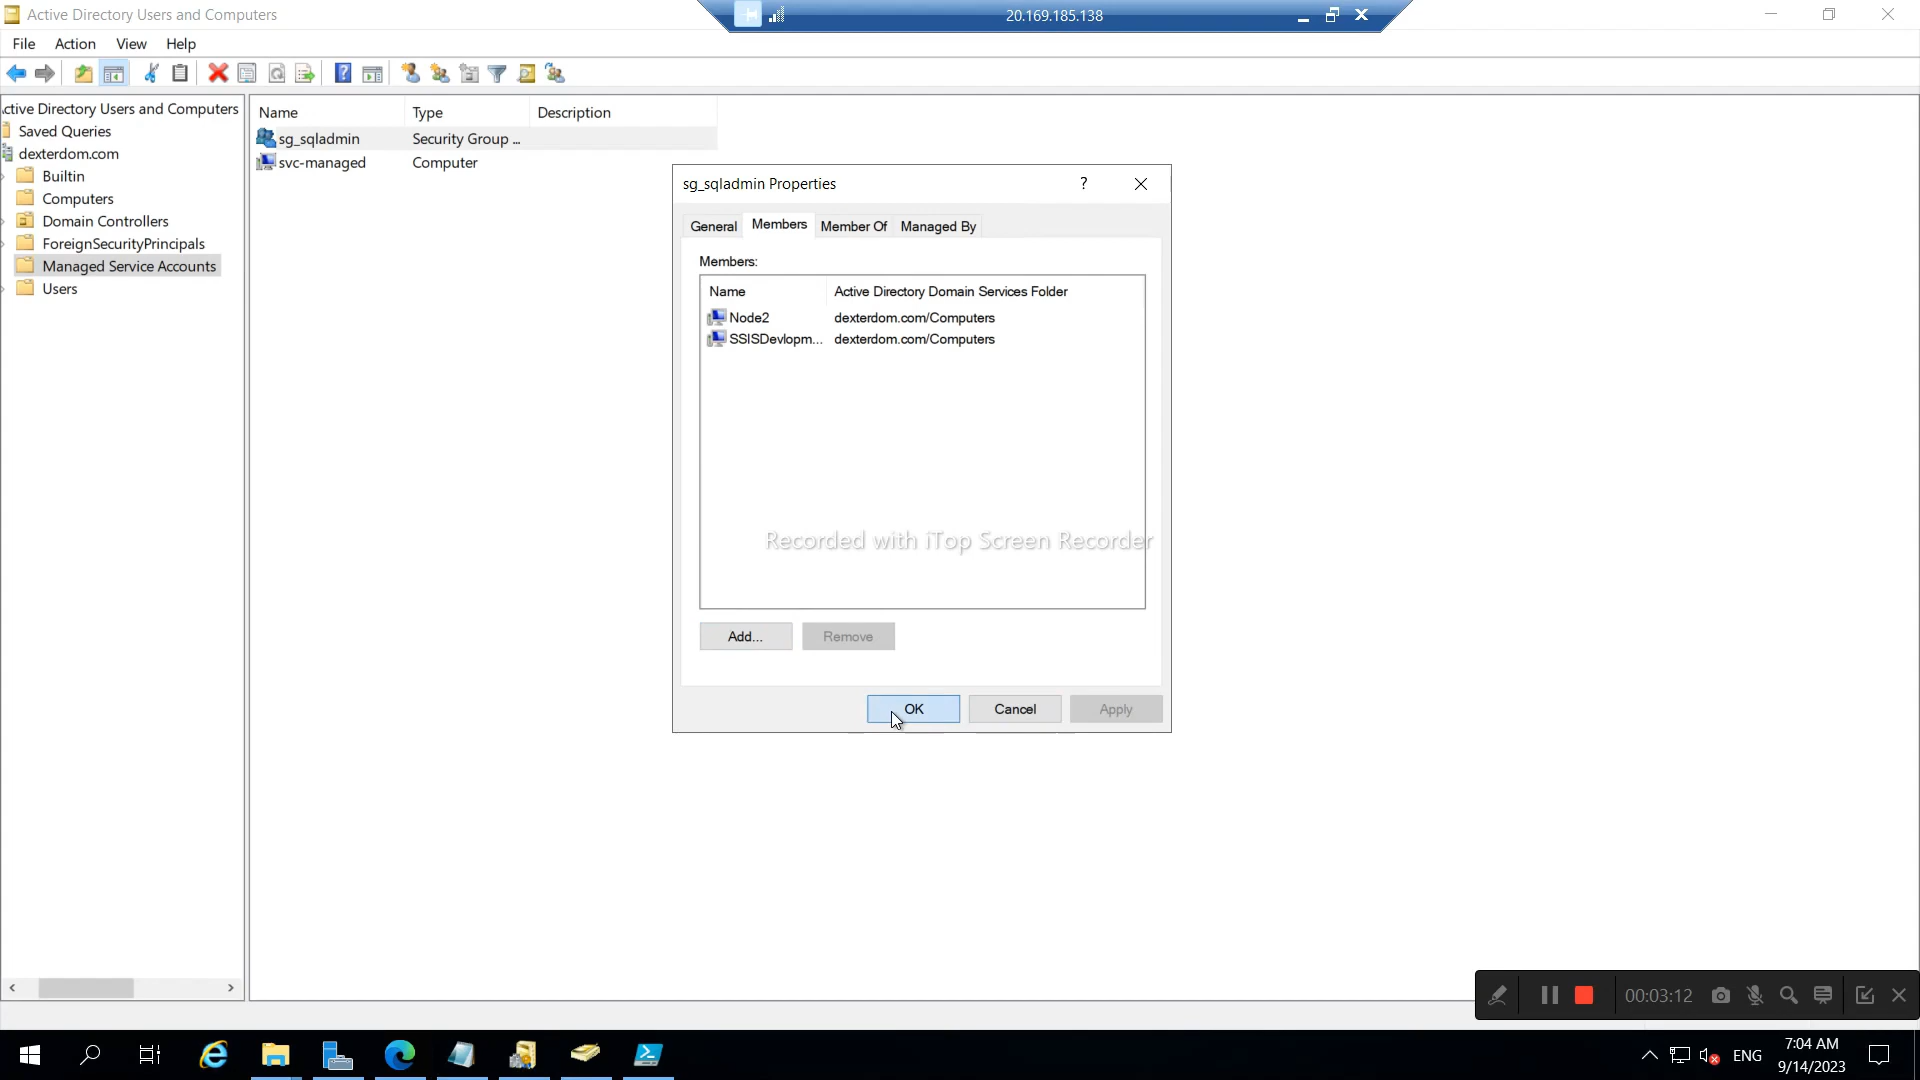 Active Directory Users and Computers
20.169.185.138
File Action View Help
ctive Directory Users and Computers
Saved Queries
dexterdom.com
Builtin
Computers
Domain Controllers
ForeignSecurityPrincipals
Managed Service Accounts
Users
Name Type Description
sg_sqladmin Security Group ...
svc-managed Computer
sg_sqladmin Properties
?
General Members Member Of Managed By
Members:
Name Active Directory Domain Services Folder
Node2 dexterdom.com/Computers
SSISDevlopm... dexterdom.com/Computers
Recorded with iTop Screen Recorder
Add... Remove
OK Cancel Apply
00:03:12
ENG
7:04 AM
9/14/2023